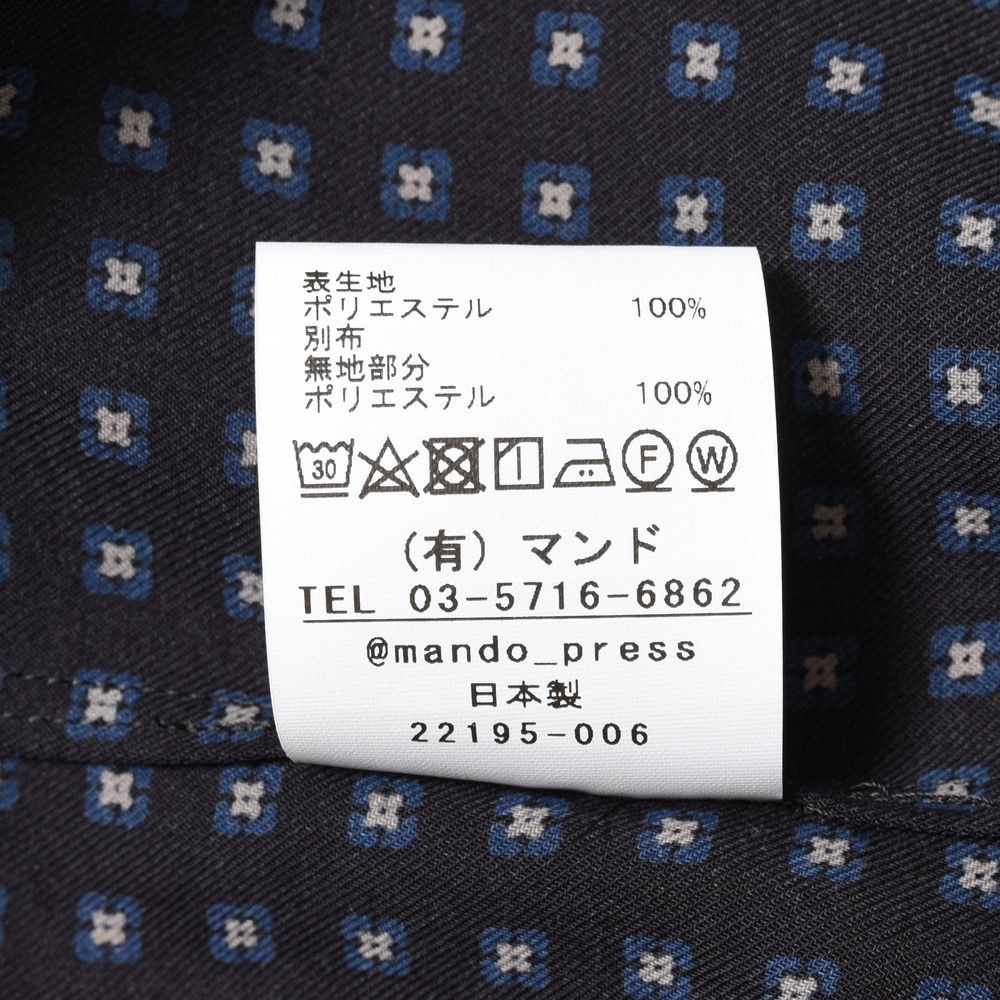 表生地
ポリエステル 100%
別布
無地部分
ポリエステル 100%
30 F W
(有) マンド
TEL 03-5716-6862
@mando_press
日本製
22195-006